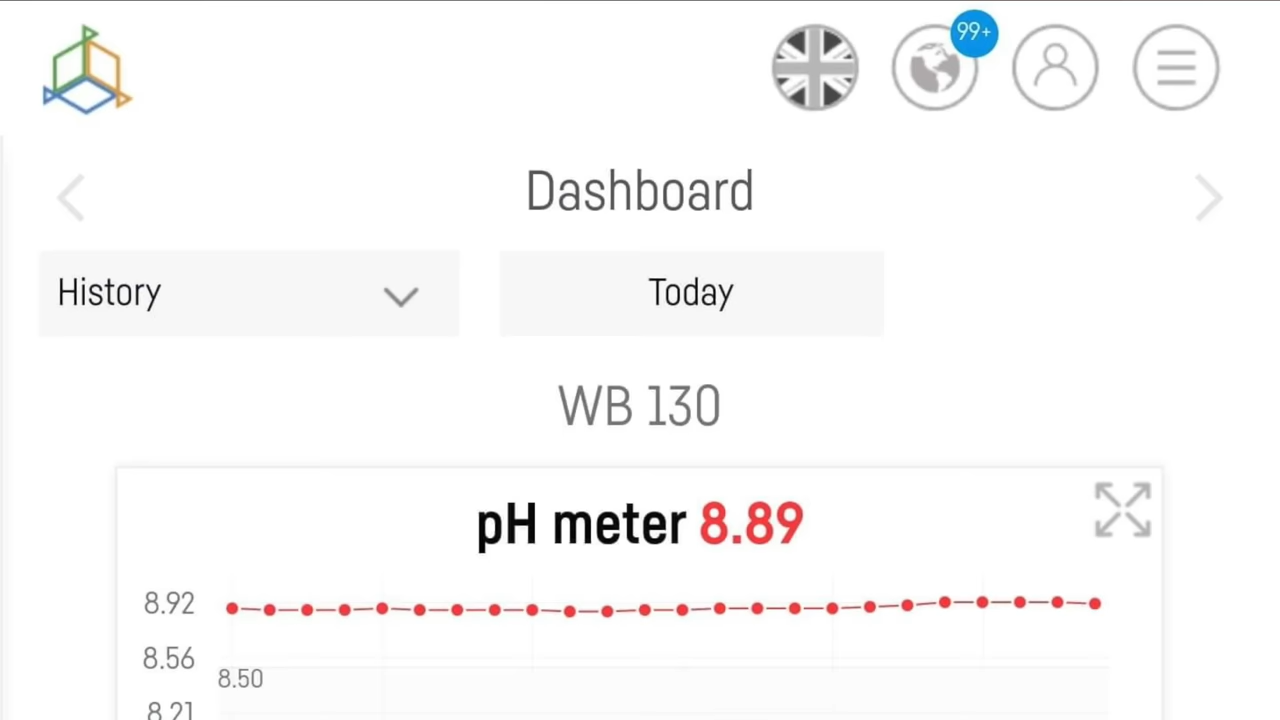 99+
Dashboard
History
Today
WB 130
pH meter 8.89
8.92
8.56
8.50
8.21